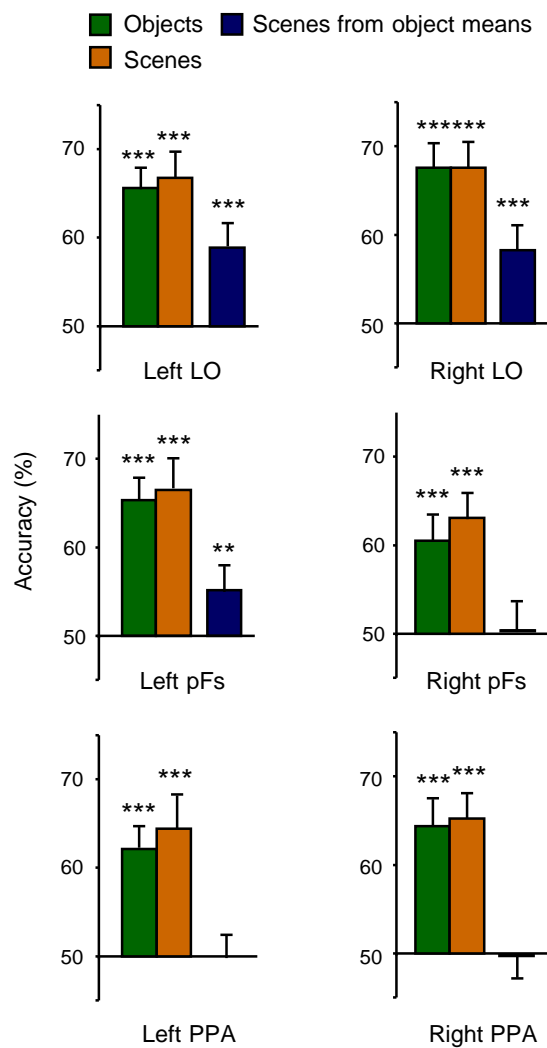 Objects Scenes from object means
Scenes
*** *** ***
70
60
50
Left LO
*** *** ***
70
60
50
Right LO
Accuracy (%)
*** *** **
70
60
50
Left pFs
*** ***
70
60
50
Right pFs
*** ***
70
60
50
Left PPA
*** ***
70
60
50
Right PPA